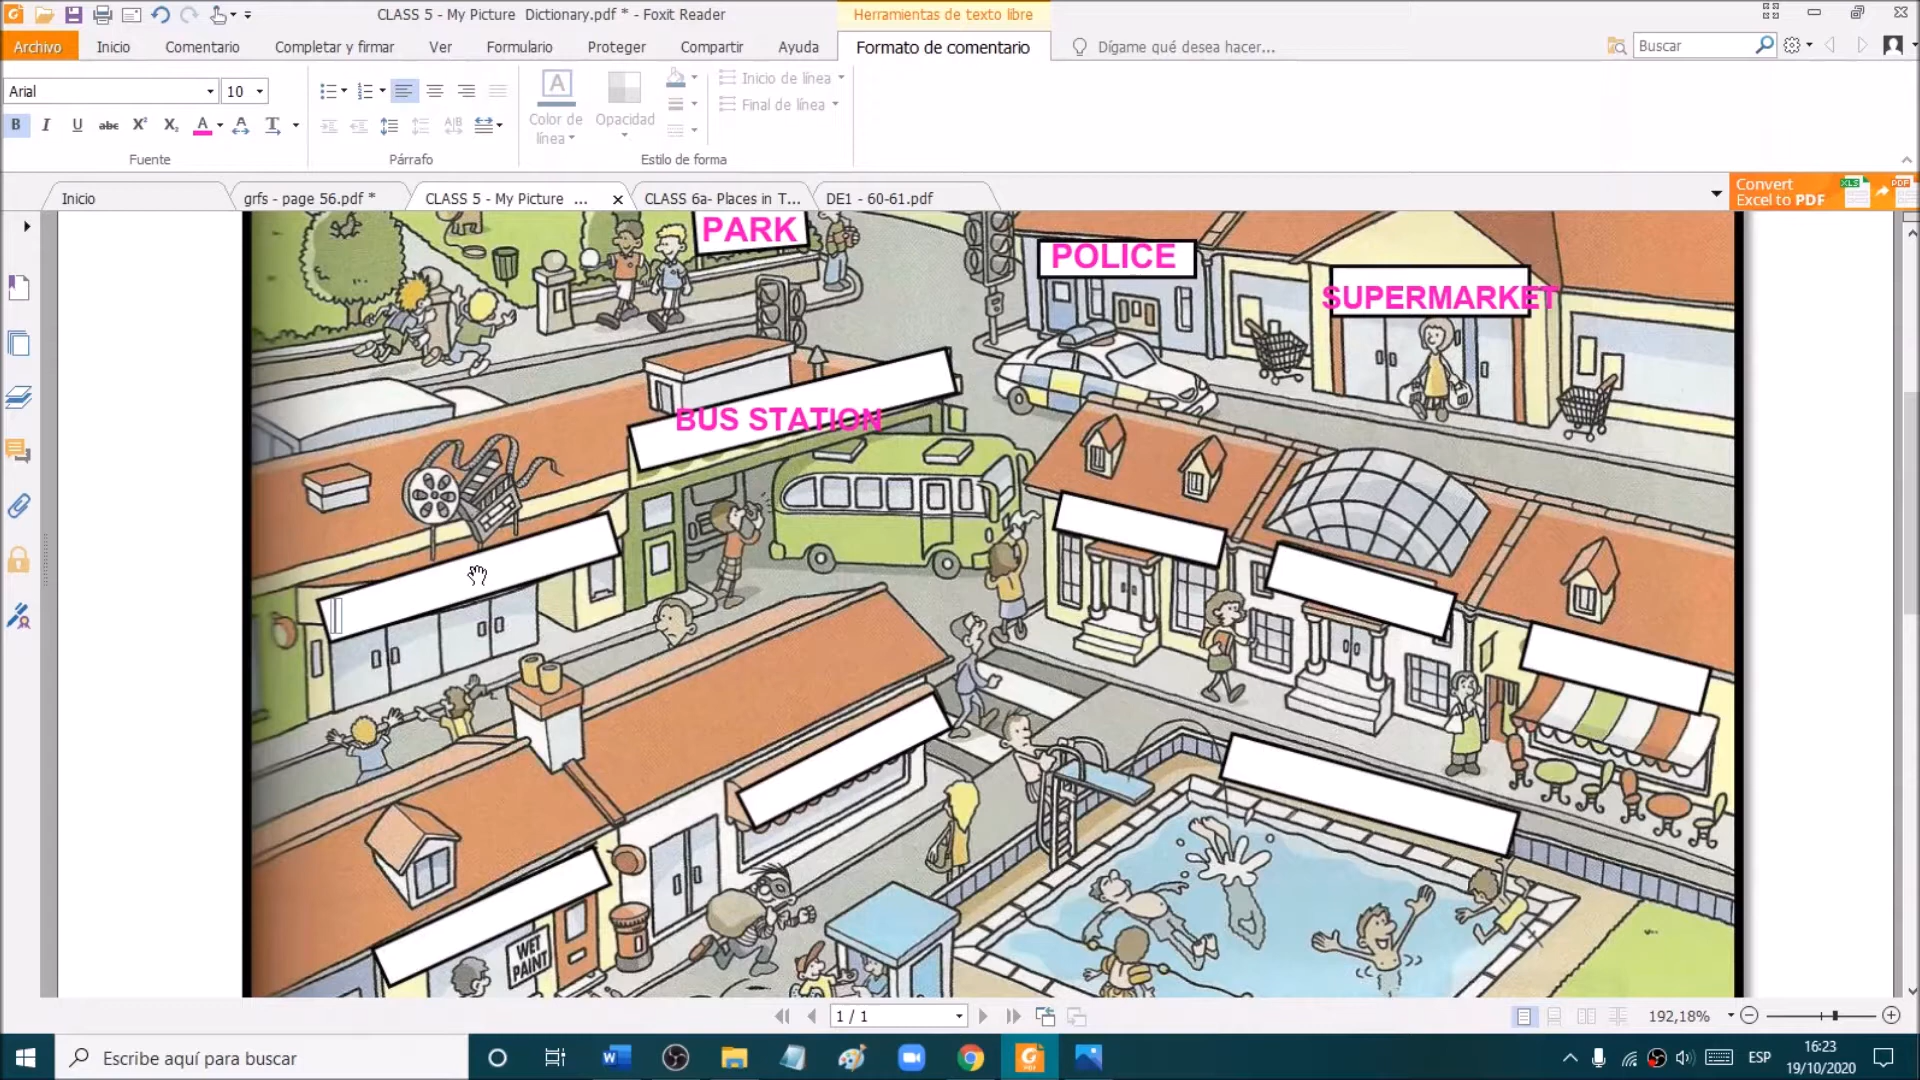 CLASS 5 - My Picture Dictionary.pdf * - Foxit Reader
Herramientas de texto libre
Archivo
Inicio
Comentario
Completar y firmar
Ver
Formulario
Proteger
Compartir
Ayuda
Formato de comentario
Dígame qué desea hacer...
Buscar
Arial
10
Color de línea
Opacidad
Inicio de línea
Final de línea
Fuente
Párrafo
Estilo de forma
Inicio
grfs - page 56.pdf *
CLASS 5 - My Picture ...
CLASS 6a- Places in T...
DE1 - 60-61.pdf
Convert
Excel to PDF
PARK
POLICE
SUPERMARKET
BUS STATION
WET
PAINT
1 / 1
192,18%
Escribe aquí para buscar
ESP
16:23
19/10/2020